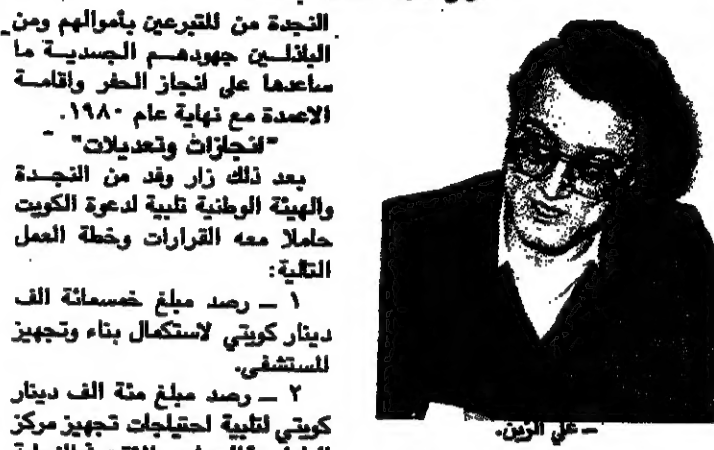 النجدة من المتبرعين بأموالهم ومن
الباذلين جهودهم الجسدية ما
ساعدها على انجاز الحفر واقامة
الاعمدة مع نهاية عام ١٩٨٠.
"انجازات وتعديلات"
بعد ذلك زار وفد من النجدة
والهيئة الوطنية تلبية لدعوة الكويت
حاملا معه القرارات وخطة العمل
التالية:
١ ــ رصد مبلغ خمسمائة الف
دينار كويتي لاستكمال بناء وتجهيز
المستشفى.
٢ ــ رصد مبلغ مئة الف دينار
كويتي لتلبية احتياجات تجهيز مركز
ــ علي الزين.